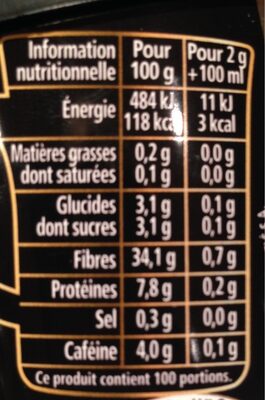 Information Pour Pour 2 g
nutritionnelle 100 g +100 ml
Énergie 484 kJ 11 kJ
118 kcal 3 kcal
Matières grasses 0,2 g 0,0 g
dont saturées 0,1 g 0,0 g
Glucides 3,1 g 0,1 g
dont sucres 3,1 g 0,1 g
Fibres 34,1 g 0,7 g
Protéines 7,8 g 0,2 g
Sel 0,3 g 0,0 g
Caféine 4,0 g 0,1 g
Ce produit contient 100 portions.